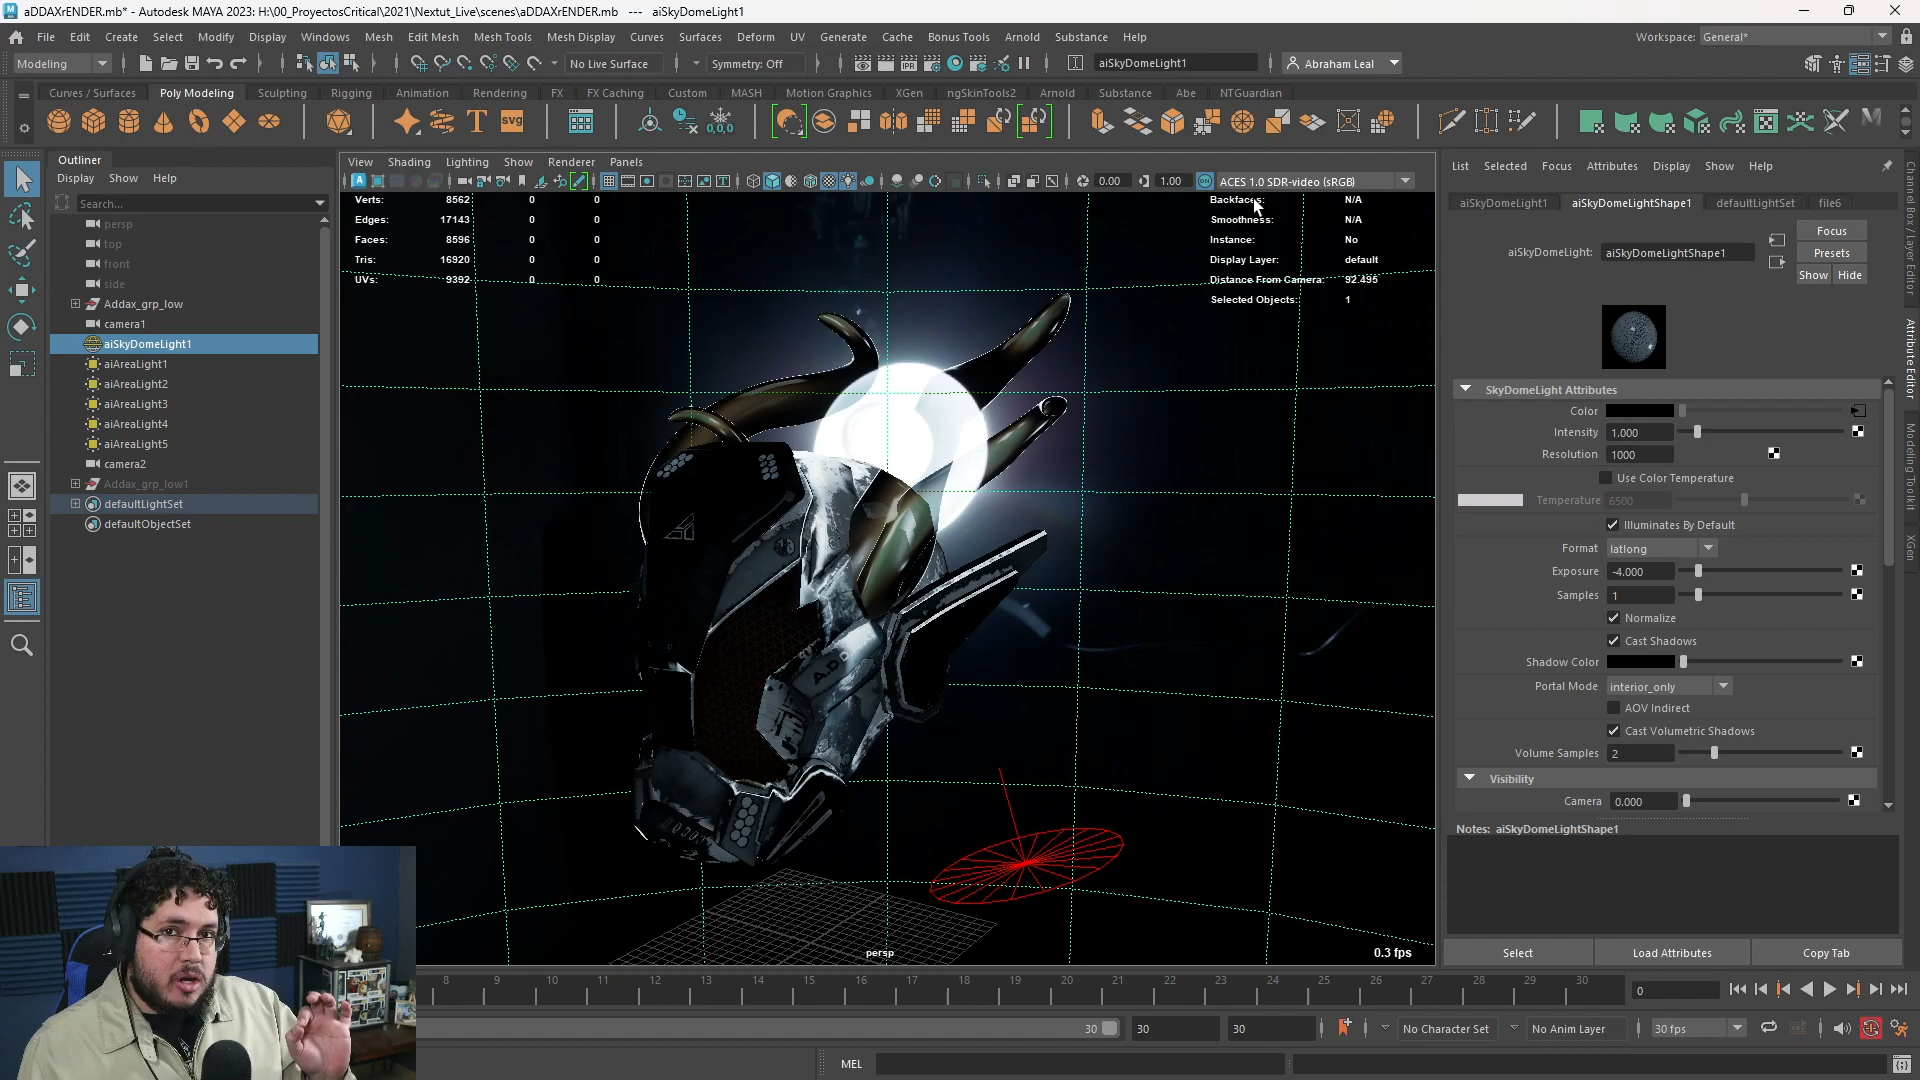 aDDAXrENDER.mb* - Autodesk MAYA 2023: H:\00_ProyectosCritical\2021\Nextut_Live\scenes\aDDAXrENDER.mb --- aiSkyDomeLight1
File Edit Create Select Modify Display Windows Mesh Edit Mesh Mesh Tools Mesh Display Curves Surfaces Deform UV Generate Cache Bonus Tools Arnold Substance Help
Workspace: General*
Modeling No Live Surface Symmetry: Off aiSkyDomeLight1 Abraham Leal
Curves / Surfaces Poly Modeling Sculpting Rigging Animation Rendering FX FX Caching Custom MASH Motion Graphics XGen ngSkinTools2 Arnold Substance Abe NTGuardian
Outliner
Display Show Help
Search...
persp
top
front
side
Addax_grp_low
camera1
aiSkyDomeLight1
aiAreaLight1
aiAreaLight2
aiAreaLight3
aiAreaLight4
aiAreaLight5
camera2
Addax_grp_low1
defaultLightSet
defaultObjectSet
View Shading Lighting Show Renderer Panels
0.00 1.00 ACES 1.0 SDR-video (sRGB)
Verts: 8562 0 0
Edges: 17143 0 0
Faces: 8596 0 0
Tris: 16920 0 0
UVs: 9392 0 0
Backfaces: N/A
Smoothness: N/A
Instance: No
Display Layer: default
Distance From Camera: 92.495
Selected Objects: 1
persp
0.3 fps
List Selected Focus Attributes Display Show Help
aiSkyDomeLight1 aiSkyDomeLightShape1 defaultLightSet file6
aiSkyDomeLight: aiSkyDomeLightShape1
Focus
Presets
Show Hide
SkyDomeLight Attributes
Color
Intensity 1.000
Resolution 1000
Use Color Temperature
Temperature 6500
Illuminates By Default
Format latlong
Exposure -4.000
Samples 1
Normalize
Cast Shadows
Shadow Color
Portal Mode interior_only
AOV Indirect
Cast Volumetric Shadows
Volume Samples 2
Visibility
Camera 0.000
Notes: aiSkyDomeLightShape1
Select Load Attributes Copy Tab
Channel Box / Layer Editor
Attribute Editor
Modeling Toolkit
XGen
8 9 10 11 12 13 14 15 16 17 18 19 20 21 22 23 24 25 26 27 28 29 30
0
30 30 30 No Character Set No Anim Layer 30 fps
MEL